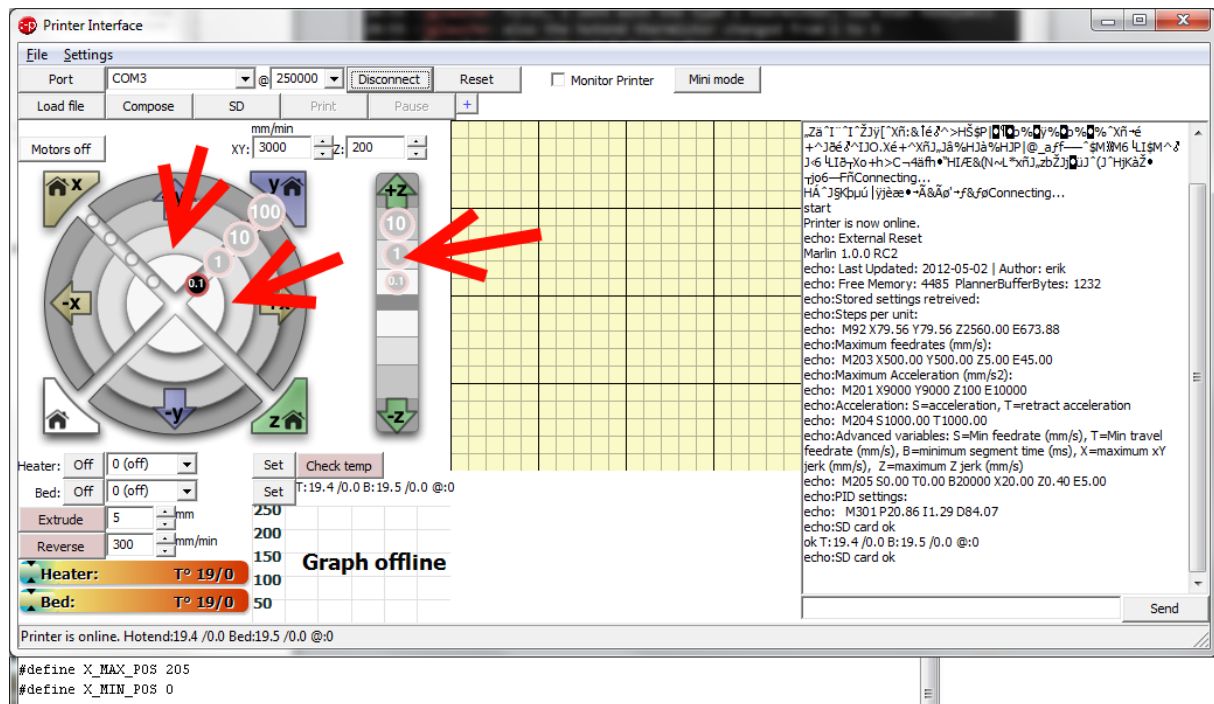 Printer Interface
File Settings
Port COM3 @ 250000 Disconnect Reset Monitor Printer Mini mode
Load file Compose SD Print Pause +
mm/min
Motors off XY: 3000 Z: 200
x y +Z
100
10 10
1 1
0.1 0.1
-x +x
-y z -Z
Heater: Off 0 (off) Set Check temp
Bed: Off 0 (off) Set T:19.4 /0.0 B:19.5 /0.0 @:0
Extrude 5 mm 250
Reverse 300 mm/min 200
150 Graph offline
Heater: T° 19/0 100
Bed: T° 19/0 50
Connecting...
Connecting...
start
Printer is now online.
echo: External Reset
Marlin 1.0.0 RC2
echo: Last Updated: 2012-05-02 | Author: erik
echo: Free Memory: 4485 PlannerBufferBytes: 1232
echo:Stored settings retreived:
echo:Steps per unit:
echo: M92 X79.56 Y79.56 Z2560.00 E673.88
echo:Maximum feedrates (mm/s):
echo: M203 X500.00 Y500.00 Z5.00 E45.00
echo:Maximum Acceleration (mm/s2):
echo: M201 X9000 Y9000 Z100 E10000
echo:Acceleration: S=acceleration, T=retract acceleration
echo: M204 S1000.00 T1000.00
echo:Advanced variables: S=Min feedrate (mm/s), T=Min travel
feedrate (mm/s), B=minimum segment time (ms), X=maximum xY
jerk (mm/s), Z=maximum Z jerk (mm/s)
echo: M205 S0.00 T0.00 B20000 X20.00 Z0.40 E5.00
echo:PID settings:
echo: M301 P20.86 I1.29 D84.07
echo:SD card ok
ok T:19.4 /0.0 B:19.5 /0.0 @:0
echo:SD card ok
Send
Printer is online. Hotend:19.4 /0.0 Bed:19.5 /0.0 @:0
#define X_MAX_POS 205
#define X_MIN_POS 0